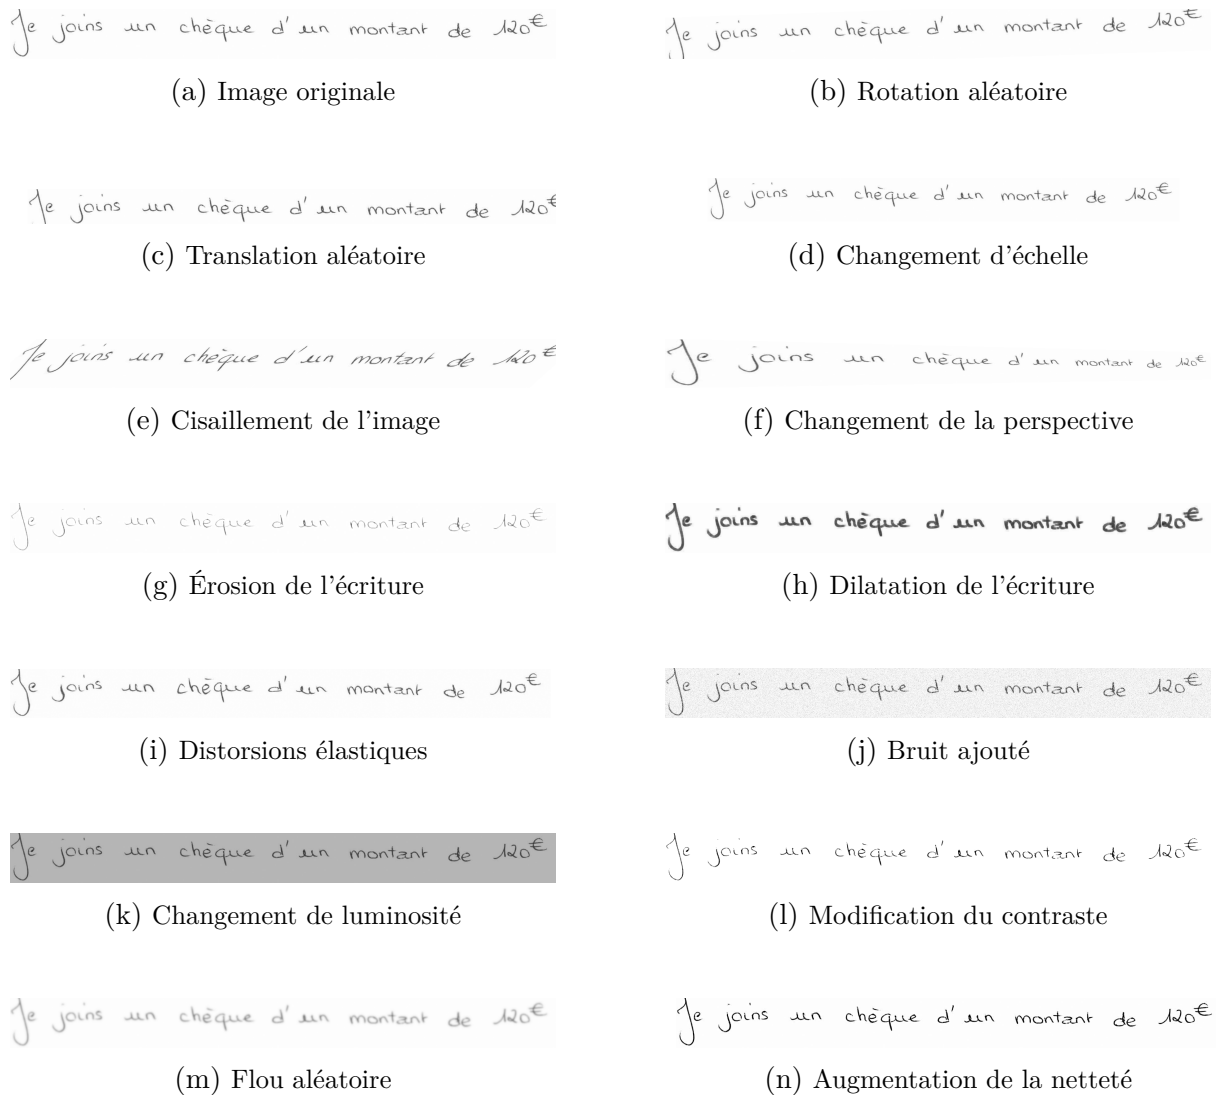 Je joins un chèque d'un montant de 120€
Je joins un chèque d'un montant de 120€
(a) Image originale
(b) Rotation aléatoire
Je joins un chèque d'un montant de 120€
Je joins un chèque d'un montant de 120€
(c) Translation aléatoire
(d) Changement d'échelle
Je joins un chèque d'un montant de 120€
Je joins un chèque d'un montant de 120€
(e) Cisaillement de l'image
(f) Changement de la perspective
Je joins un chèque d'un montant de 120€
Je joins un chèque d'un montant de 120€
(g) Érosion de l'écriture
(h) Dilatation de l'écriture
Je joins un chèque d'un montant de 120€
Je joins un chèque d'un montant de 120€
(i) Distorsions élastiques
(j) Bruit ajouté
Je joins un chèque d'un montant de 120€
Je joins un chèque d'un montant de 120€
(k) Changement de luminosité
(l) Modification du contraste
Je joins un chèque d'un montant de 120€
Je joins un chèque d'un montant de 120€
(m) Flou aléatoire
(n) Augmentation de la netteté